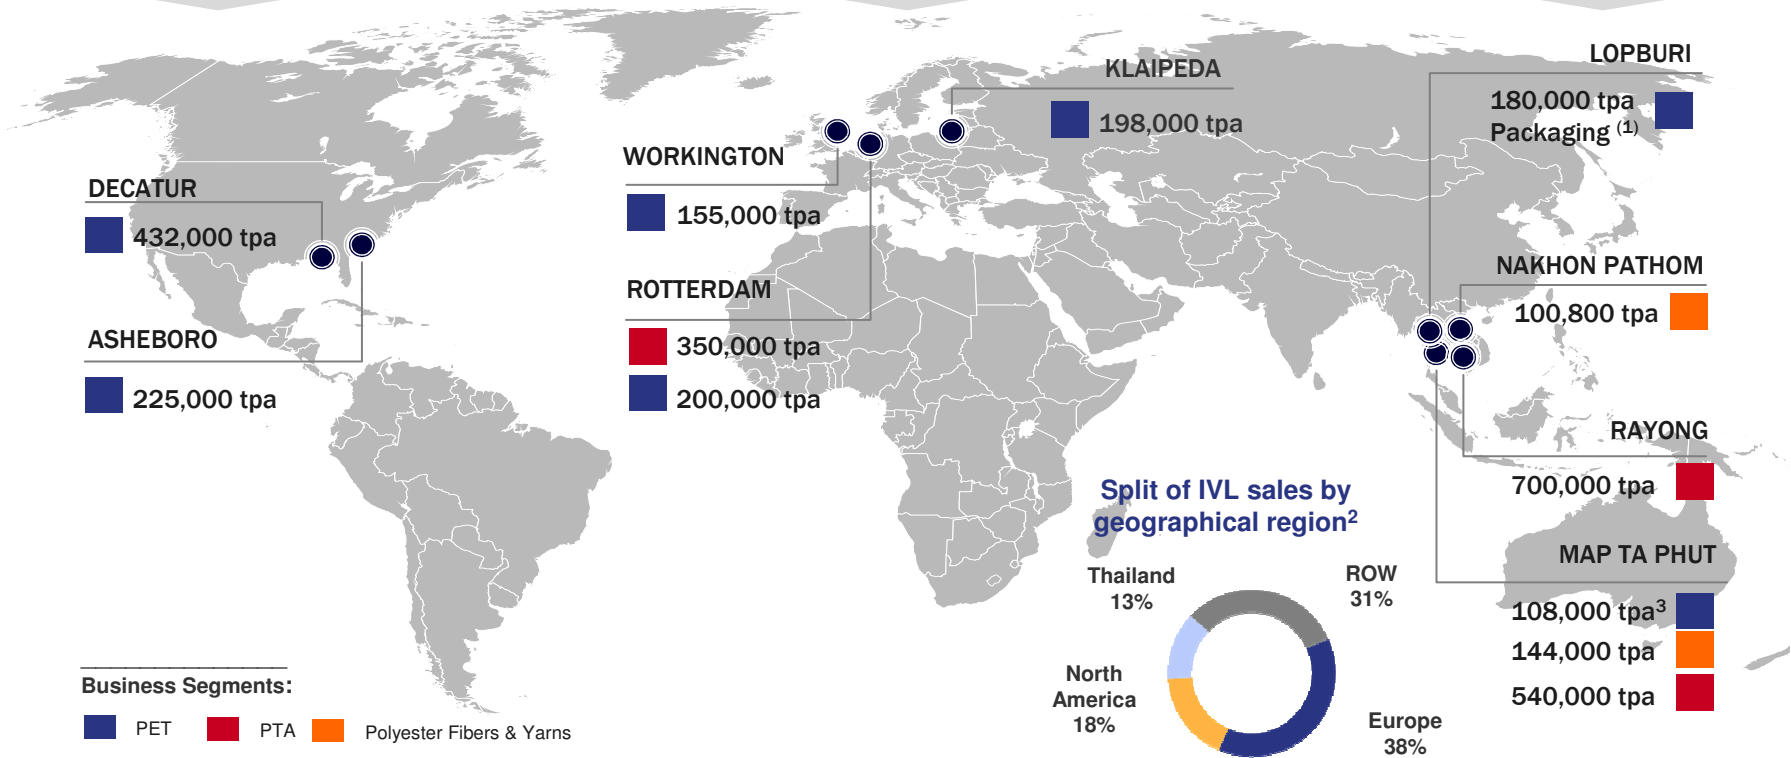 DECATUR
432,000 tpa
ASHEBORO
225,000 tpa
WORKINGTON
155,000 tpa
ROTTERDAM
350,000 tpa
200,000 tpa
KLAIPEDA
198,000 tpa
LOPBURI
180,000 tpa
Packaging (1)
NAKHON PATHOM
100,800 tpa
RAYONG
700,000 tpa
MAP TA PHUT
108,000 tpa³
144,000 tpa
540,000 tpa
Split of IVL sales by
geographical region²
Thailand
13%
ROW
31%
North
America
18%
Europe
38%
Business Segments:
PET PTA Polyester Fibers & Yarns